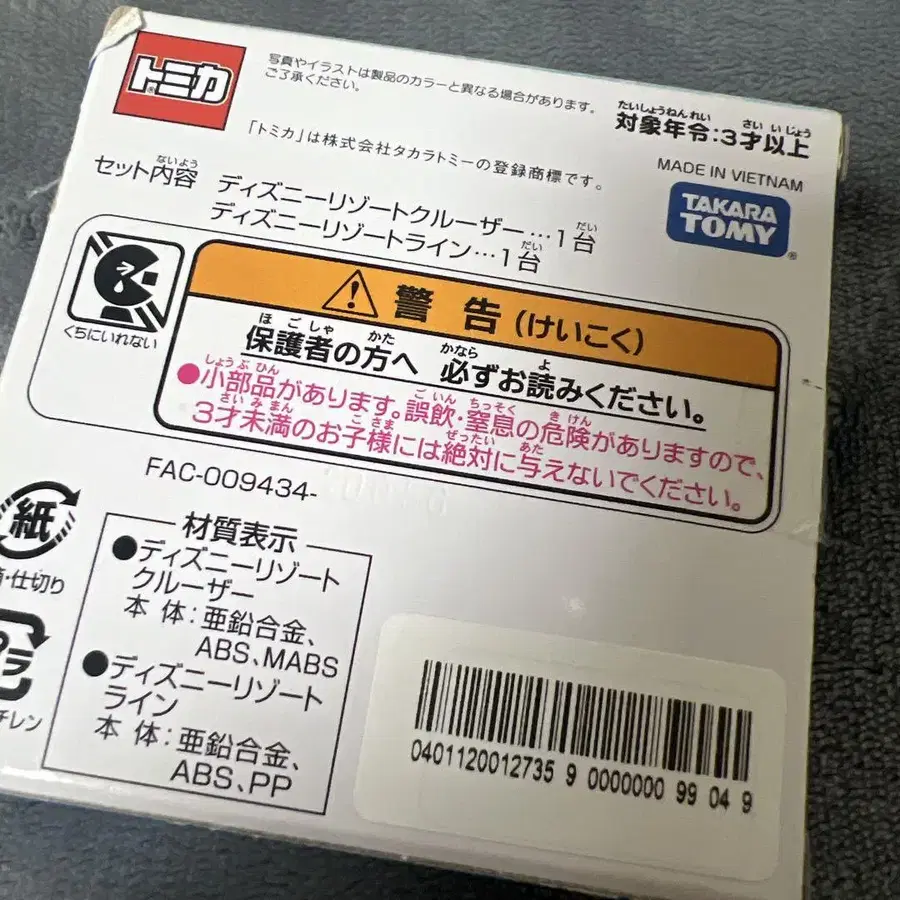 トミカ
写真やイラストは製品のカラーと異なる場合があります。
ご了承ください。
「トミカ」は株式会社タカラトミーの登録商標です。
たいしょうねんれい さい いじょう
対象年令:3才以上
MADE IN VIETNAM
TAKARA
TOMY
®
ないよう
セット内容
ディズニーリゾートクルーザー…1台
だい
ディズニーリゾートライン…1台
だい
くちにいれない
警告(けいこく)
ほごしゃ かた かなら よ
保護者の方へ 必ずお読みください。
しょうぶひん ごいん ちっそく きけん
●小部品があります。誤飲・窒息の危険がありますので、
さいみまん こさま ぜったい あた
3才未満のお子様には絶対に与えないでください。
FAC-009434-
紙
・仕切り
プラ
チレン
材質表示
●ディズニーリゾート
クルーザー
本 体:亜鉛合金、
ABS、MABS
●ディズニーリゾート
ライン
本 体:亜鉛合金、
ABS、PP
0401120012735 9 0000000 99 04 9